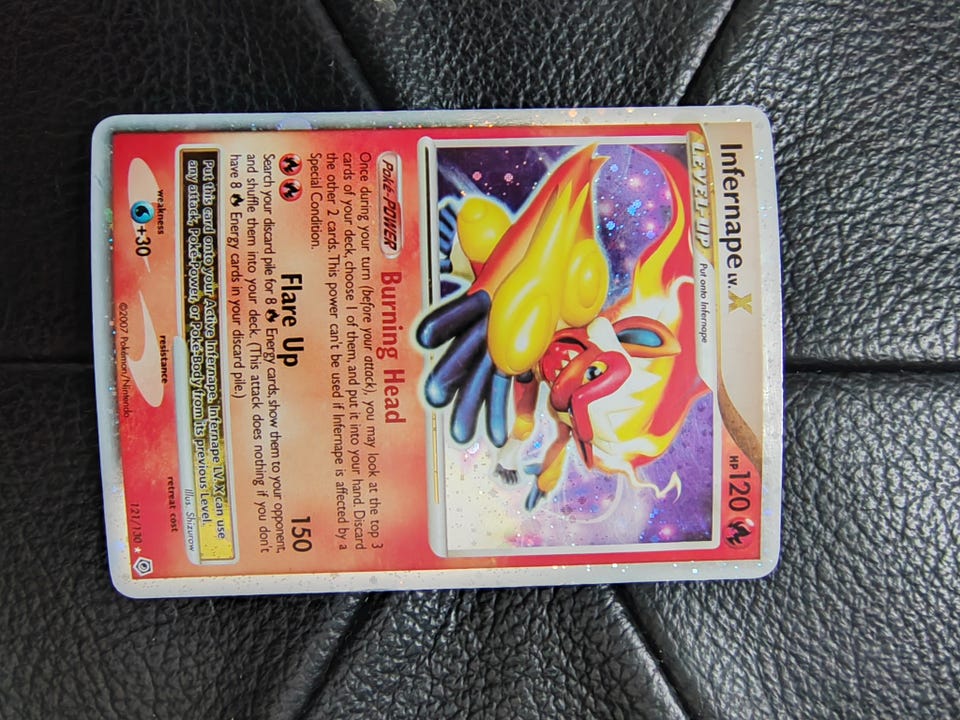 Infernape LV.X
HP 120
LEVEL-UP Put onto Infernape
Poké-POWER Burning Head
Once during your turn (before your attack), you may look at the top 3
cards of your deck, choose 1 of them, and put it into your hand. Discard
the other 2 cards. This power can't be used if Infernape is affected by a
Special Condition.
Flare Up 150
Search your discard pile for 8 Energy cards, show them to your opponent,
and shuffle them into your deck. (This attack does nothing if you don't
have 8 Energy cards in your discard pile.)
Put this card onto your Active Infernape. Infernape LV.X can use
any attack, Poké-Power, or Poké-Body from its previous Level.
Illus. Shizurow
weakness
+30
resistance
retreat cost
©2007 Pokémon/Nintendo
121/130